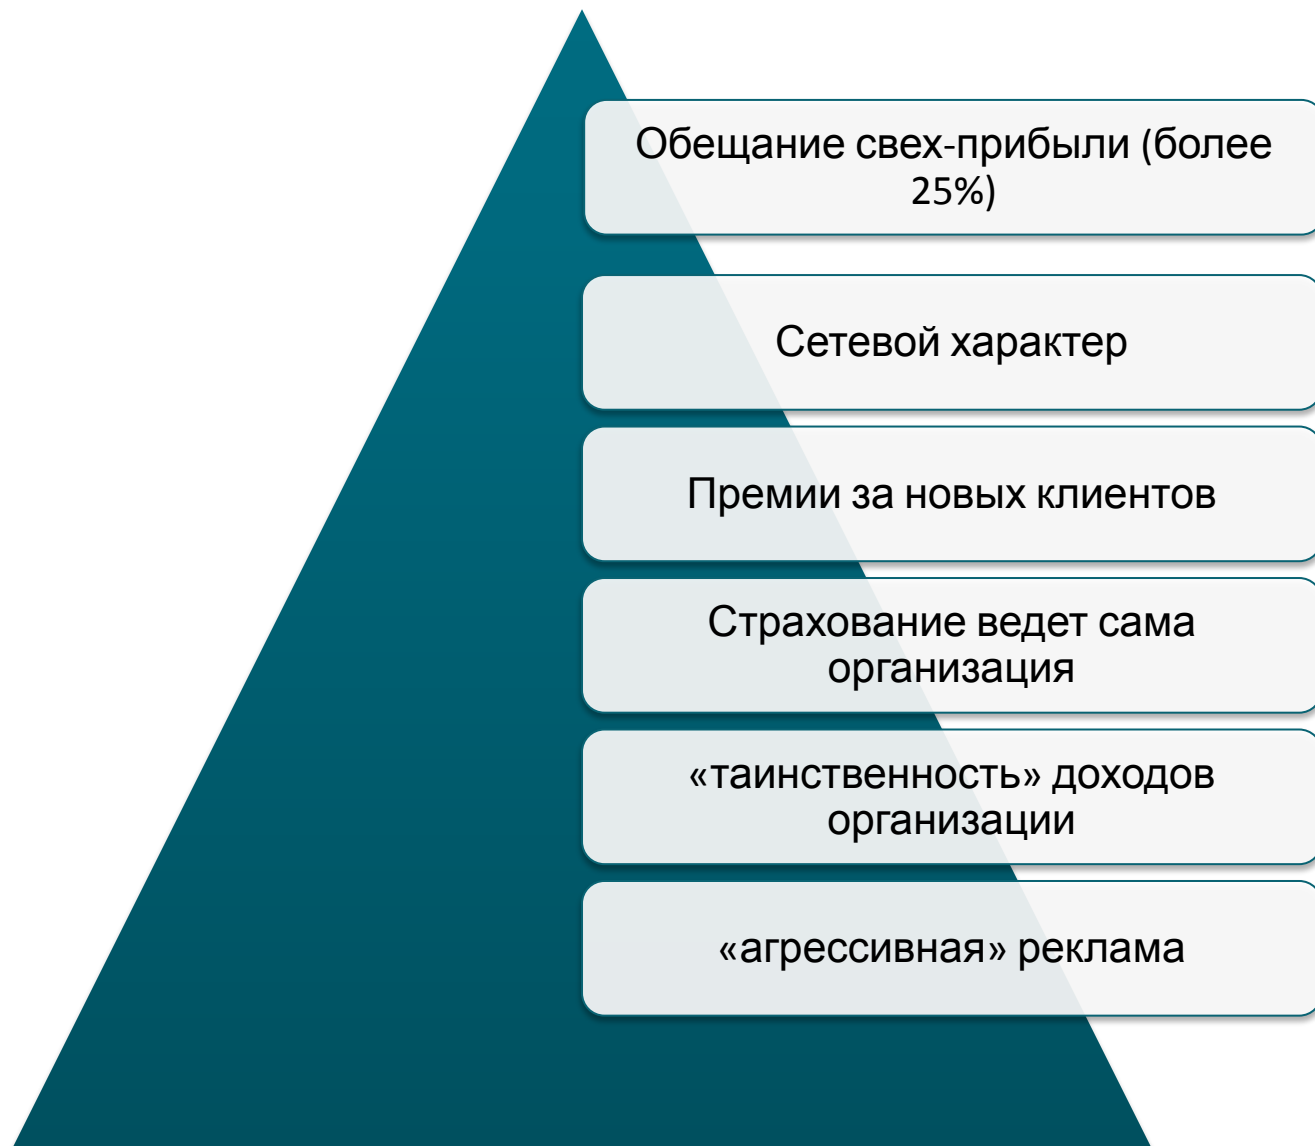 Обещание свех-прибыли (более
25%)
Сетевой характер
Премии за новых клиентов
Страхование ведет сама
организация
«таинственность» доходов
организации
«агрессивная» реклама